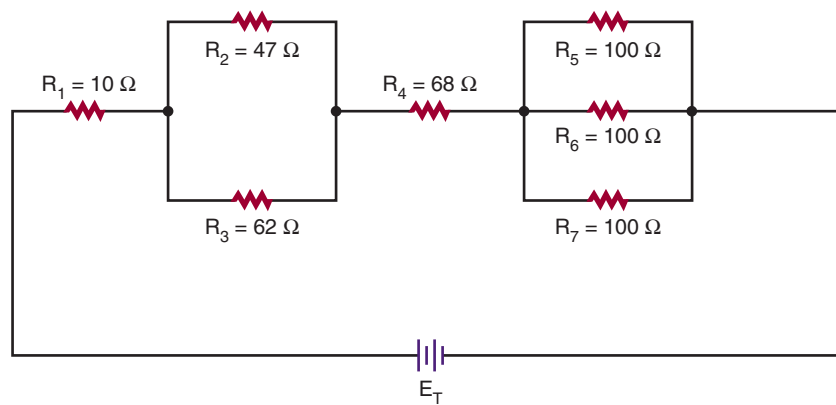 R2 = 47 Ω
R5 = 100 Ω
R1 = 10 Ω
R4 = 68 Ω
R6 = 100 Ω
R3 = 62 Ω
R7 = 100 Ω
ET